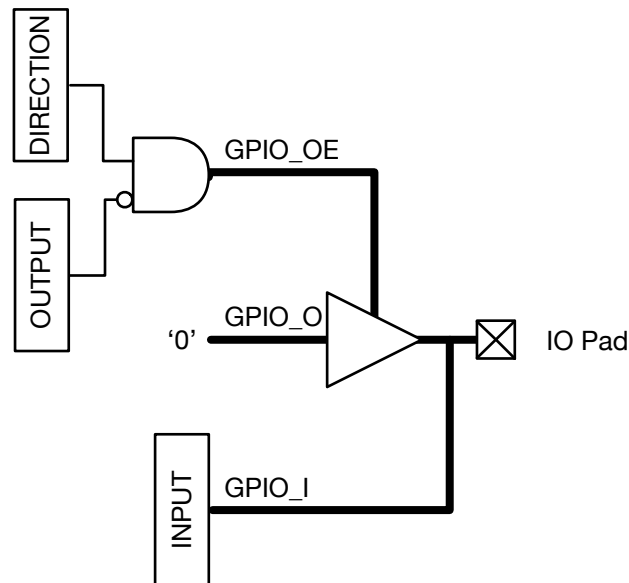 DIRECTION
GPIO_OE
OUTPUT
‘0’
GPIO_O
IO Pad
INPUT
GPIO_I